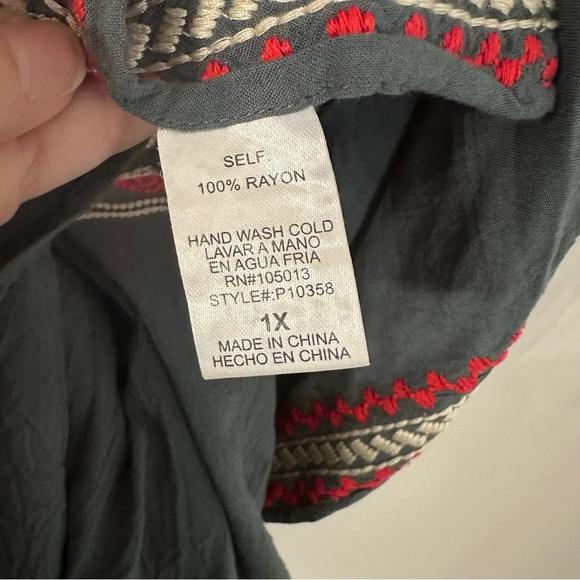 SELF:
100% RAYON
HAND WASH COLD
LAVAR A MANO
EN AGUA FRIA
RN#105013
STYLE#:P10358
1X
MADE IN CHINA
HECHO EN CHINA